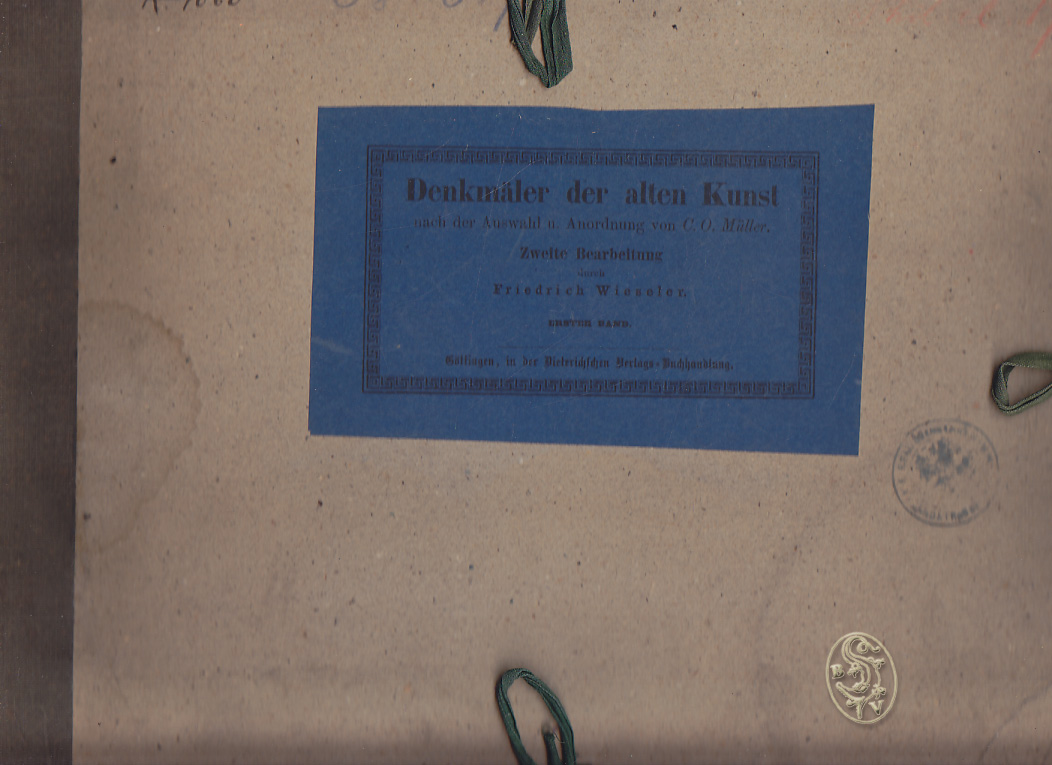 Denkmäler der alten Kunst
nach der Auswahl u. Anordnung von C. O. Müller.
Zweite Bearbeitung
durch
Friedrich Wieseler.
ERSTER BAND.
Göttingen, in der Dieterichschen Verlags-Buchhandlung.